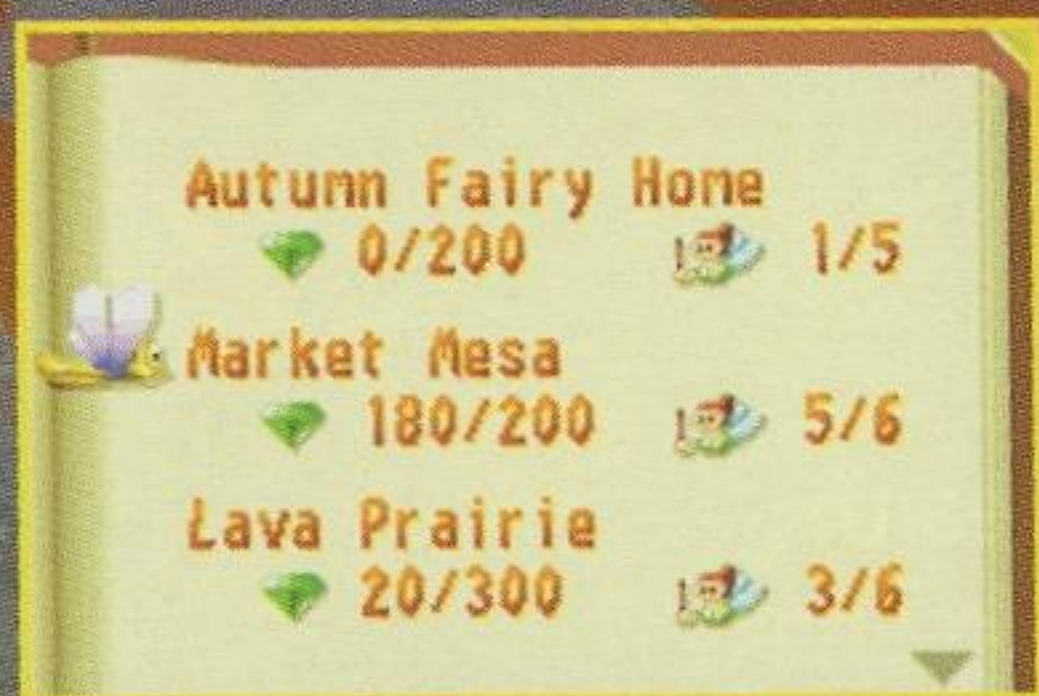 Autumn Fairy Home
0/200 1/5
Market Mesa
180/200 5/6
Lava Prairie
20/300 3/6